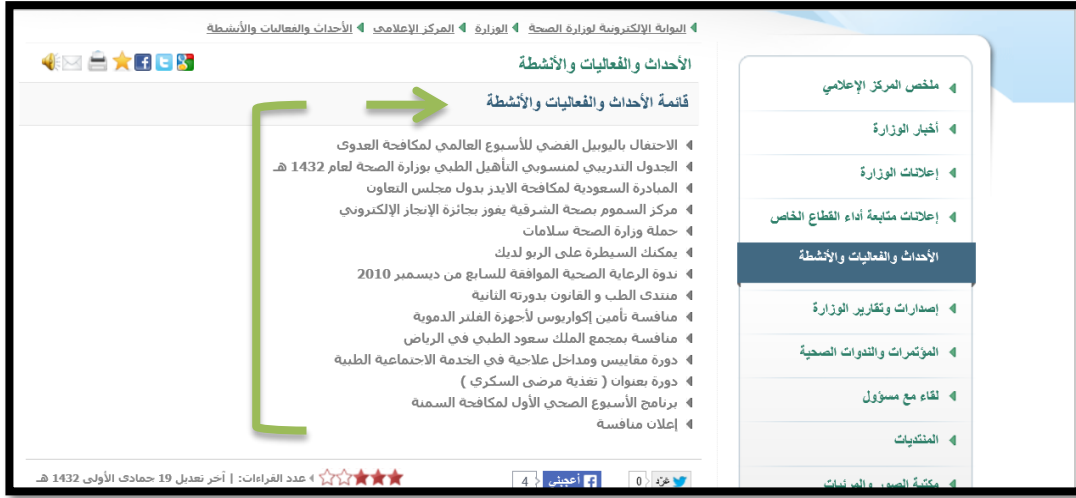 البوابة الإلكترونية لوزارة الصحة الوزارة المركز الإعلامي الأحداث والفعاليات والأنشطة
الأحداث والفعاليات والأنشطة
قائمة الأحداث والفعاليات والأنشطة
الاحتفال باليوبيل الفضي للأسبوع العالمي لمكافحة العدوى
الجدول التدريبي لمنسوبي التأهيل الطبي بوزارة الصحة لعام 1432 هـ
المبادرة السعودية لمكافحة الايدز بدول مجلس التعاون
مركز السموم بصحة الشرقية يفوز بجائزة الإنجاز الإلكتروني
حملة وزارة الصحة سلامات
يمكنك السيطرة على الربو لديك
ندوة الرعاية الصحية الموافقة للسابع من ديسمبر 2010
منتدى الطب و القانون بدورته الثانية
منافسة تأمين إكواريوس لأجهزة الفلتر الدموية
منافسة بمجمع الملك سعود الطبي في الرياض
دورة مقاييس ومداخل علاجية في الخدمة الاجتماعية الطبية
دورة بعنوان ( تغذية مرضى السكري )
برنامج الأسبوع الصحي الأول لمكافحة السمنة
إعلان منافسة
غرّد 0 أعجبني 4 عدد القراءات: | آخر تعديل 19 جمادى الأولى 1432 هـ
ملخص المركز الإعلامي
أخبار الوزارة
إعلانات الوزارة
إعلانات متابعة أداء القطاع الخاص
الأحداث والفعاليات والأنشطة
إصدارات وتقارير الوزارة
المؤتمرات والندوات الصحية
لقاء مع مسؤول
المنتديات
مكتبة الصور والمرئيات